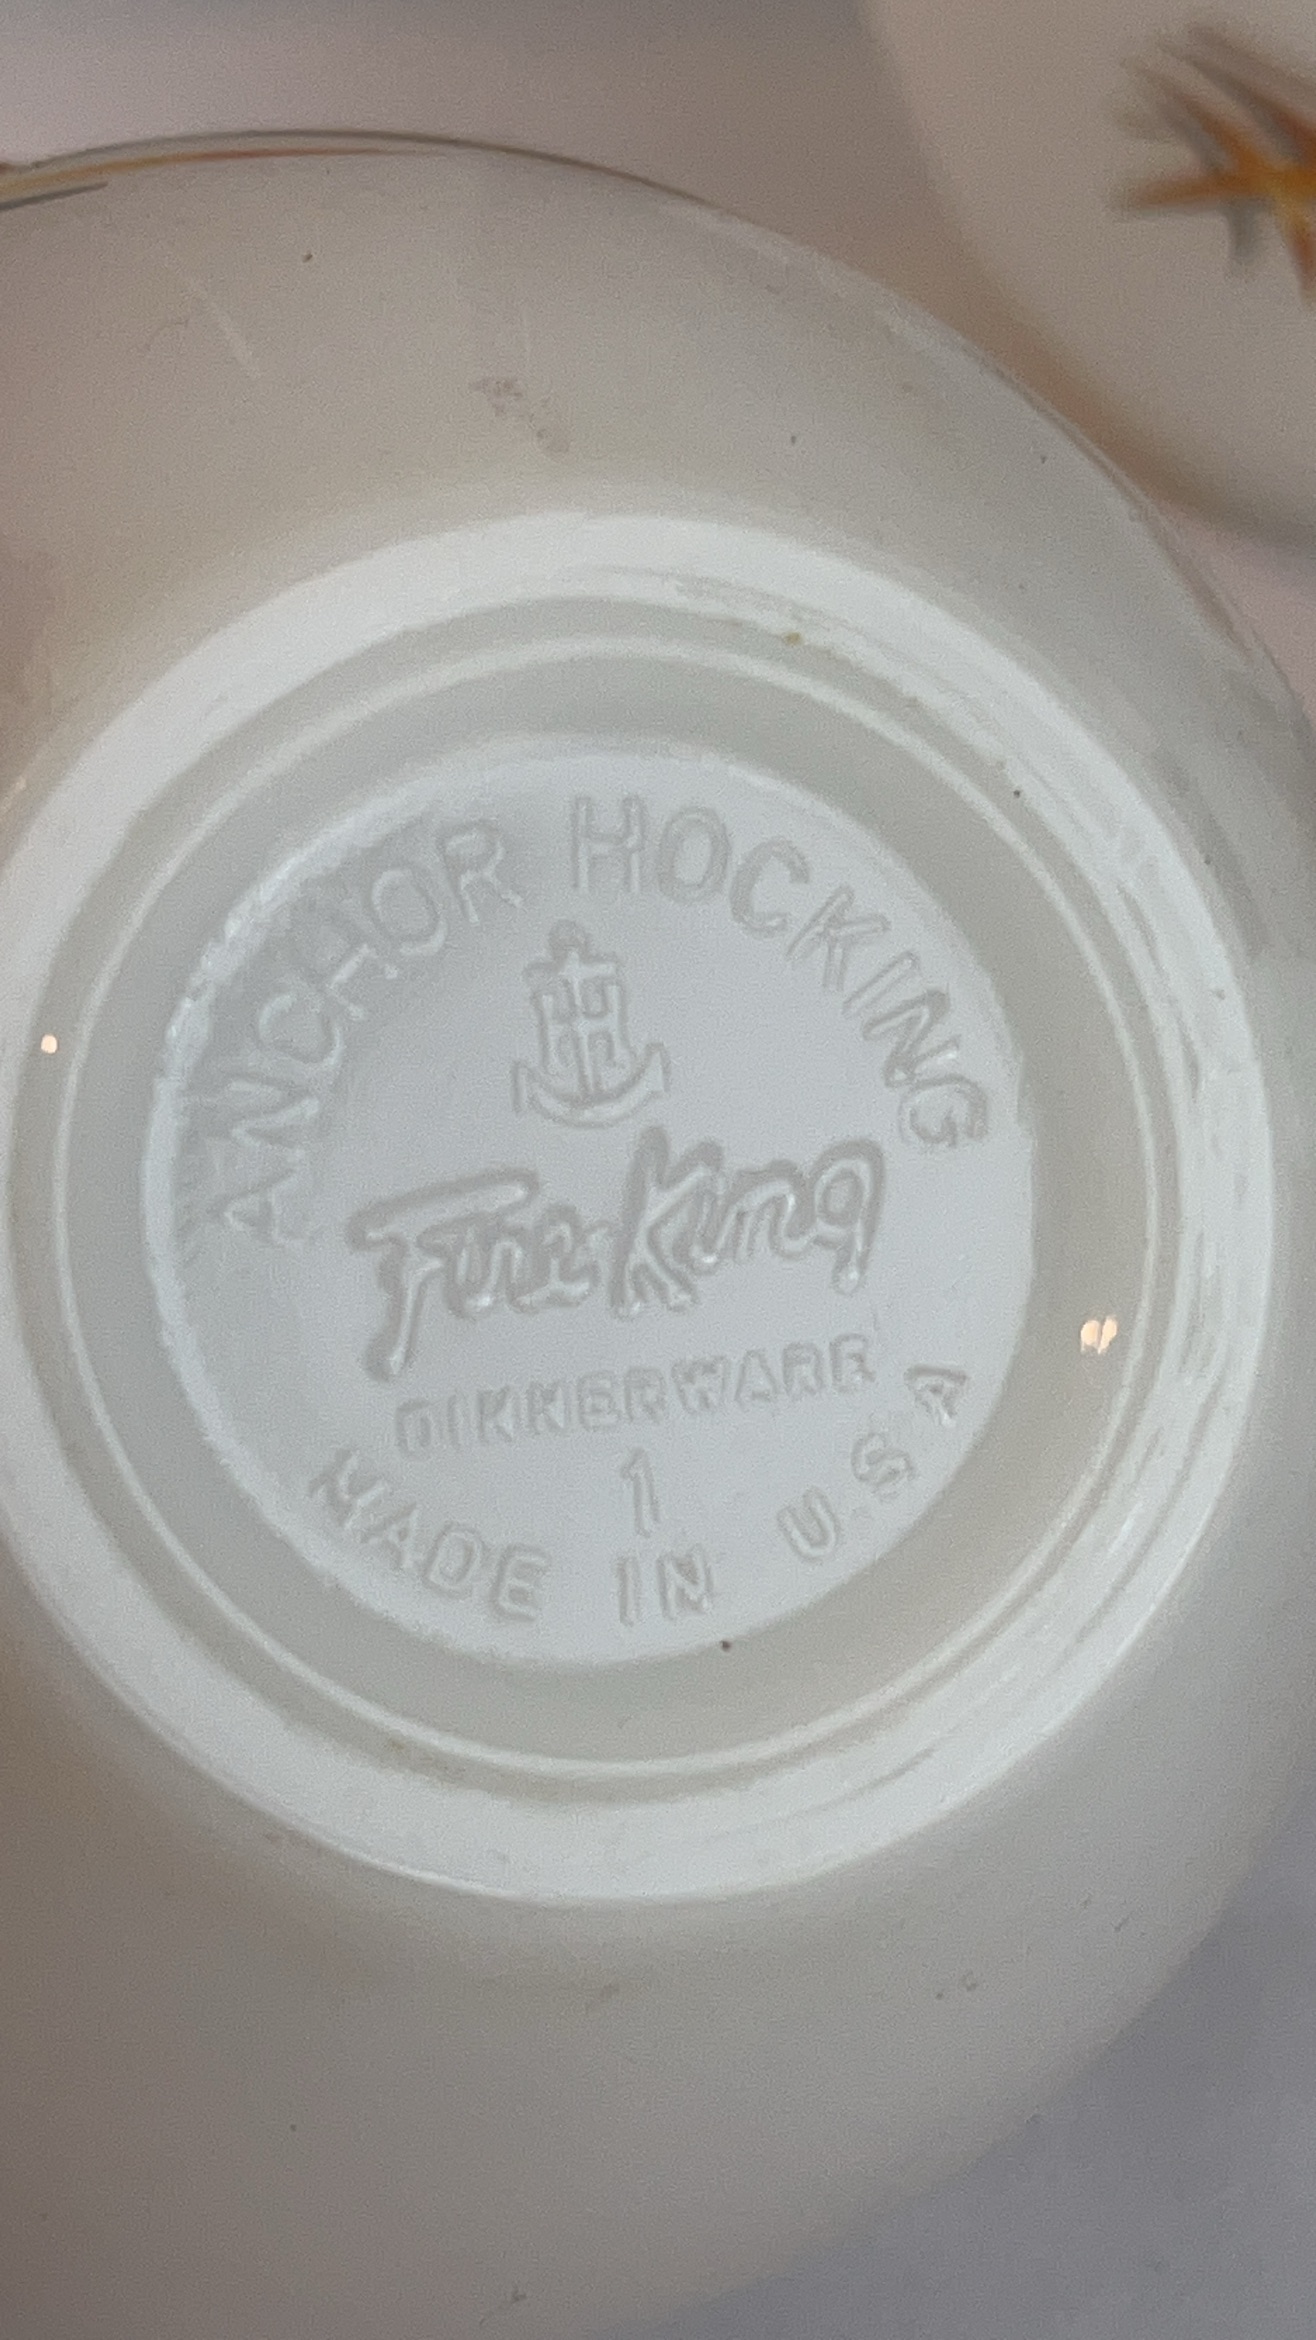 ANCHOR HOCKING
Fire-King
DINNERWARE
1
MADE IN U.S.A